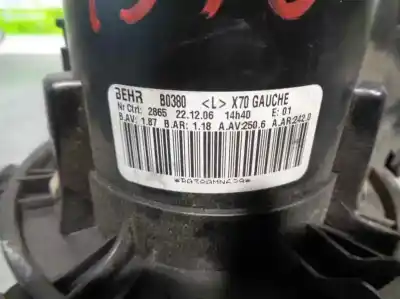 BEHR B0380 <L> X70 GAUCHE
Nr Ctrl: 2865 22.12.06 14h40 E: 01
B.AV: 1.87 B.AR: 1.18 A.AV:250.6 A.AR:242.0